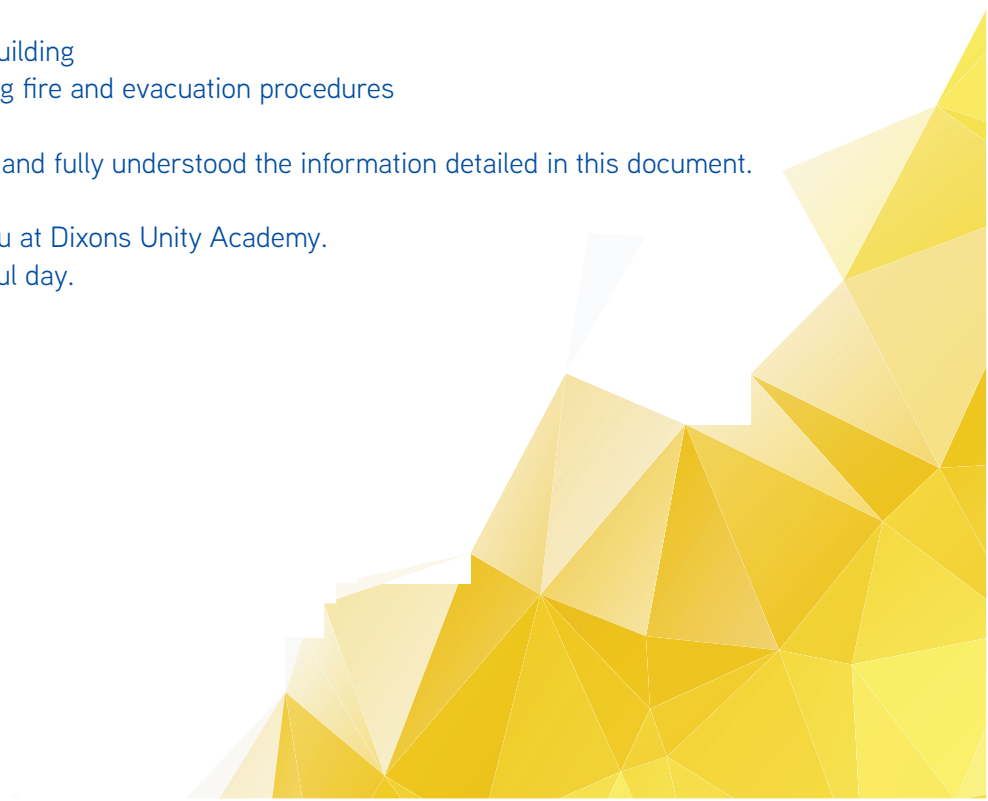 uilding
g fire and evacuation procedures
and fully understood the information detailed in this document.
u at Dixons Unity Academy.
ul day.